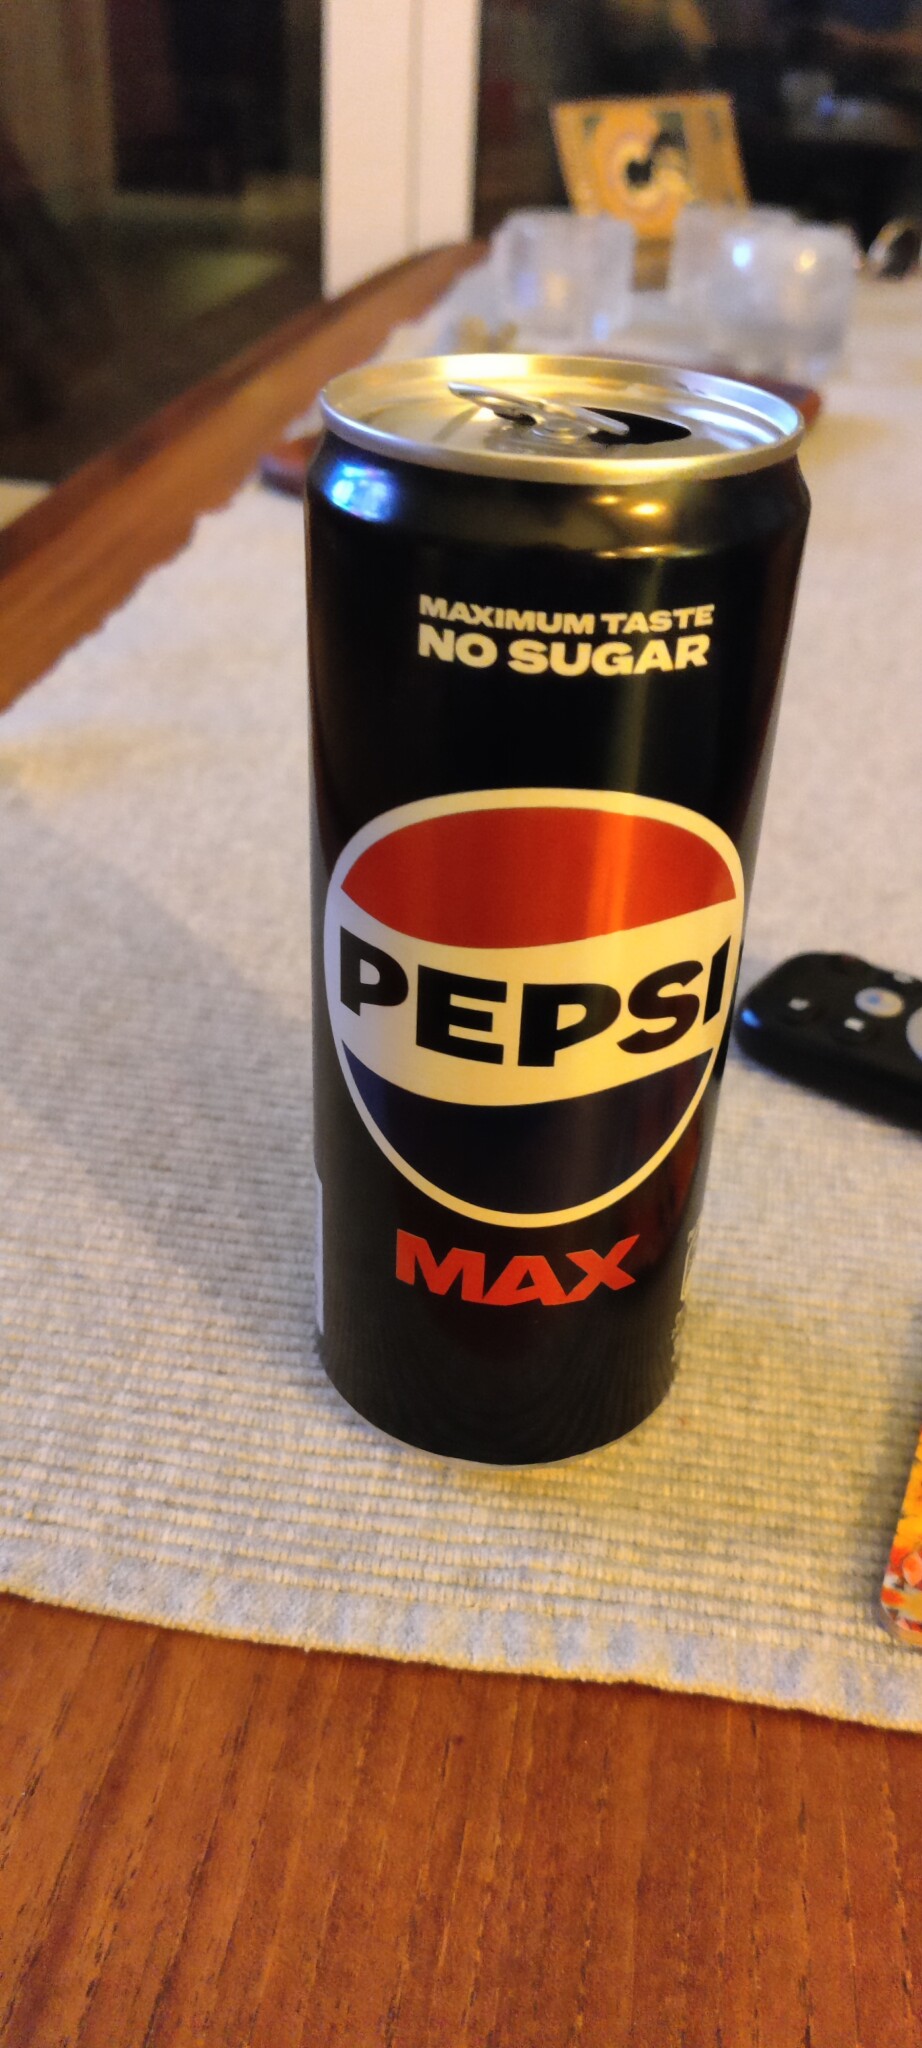 MAXIMUM TASTE
NO SUGAR
PEPSI
MAX